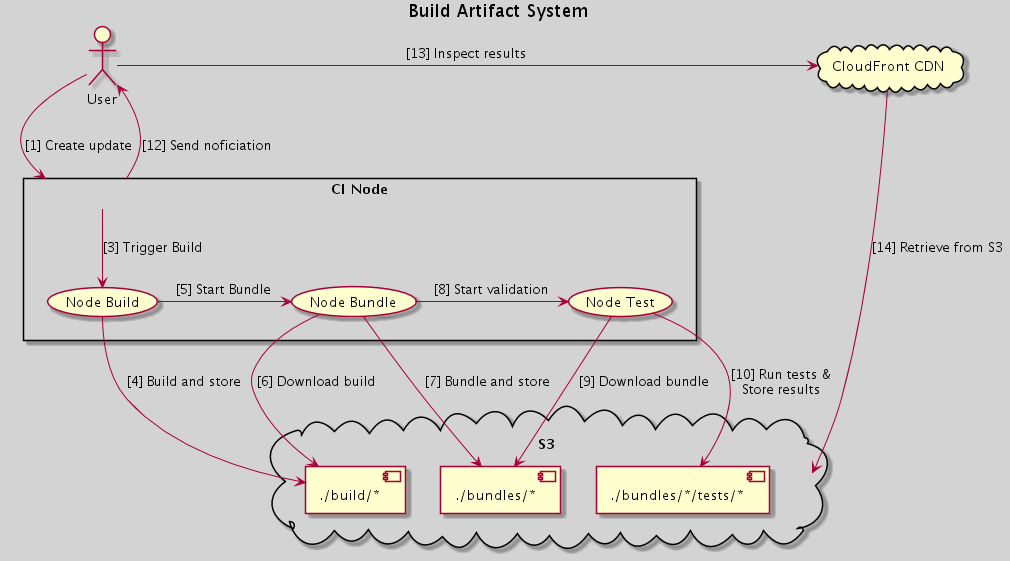 Build Artifact System
[13] Inspect results
CloudFront CDN
User
[1] Create update
[12] Send noficiation
CI Node
[3] Trigger Build
[14] Retrieve from S3
[5] Start Bundle
[8] Start validation
Node Build
Node Bundle
Node Test
[4] Build and store
[6] Download build
[7] Bundle and store
[9] Download bundle
[10] Run tests &
Store results
S3
./build/*
./bundles/*
./bundles/*/tests/*